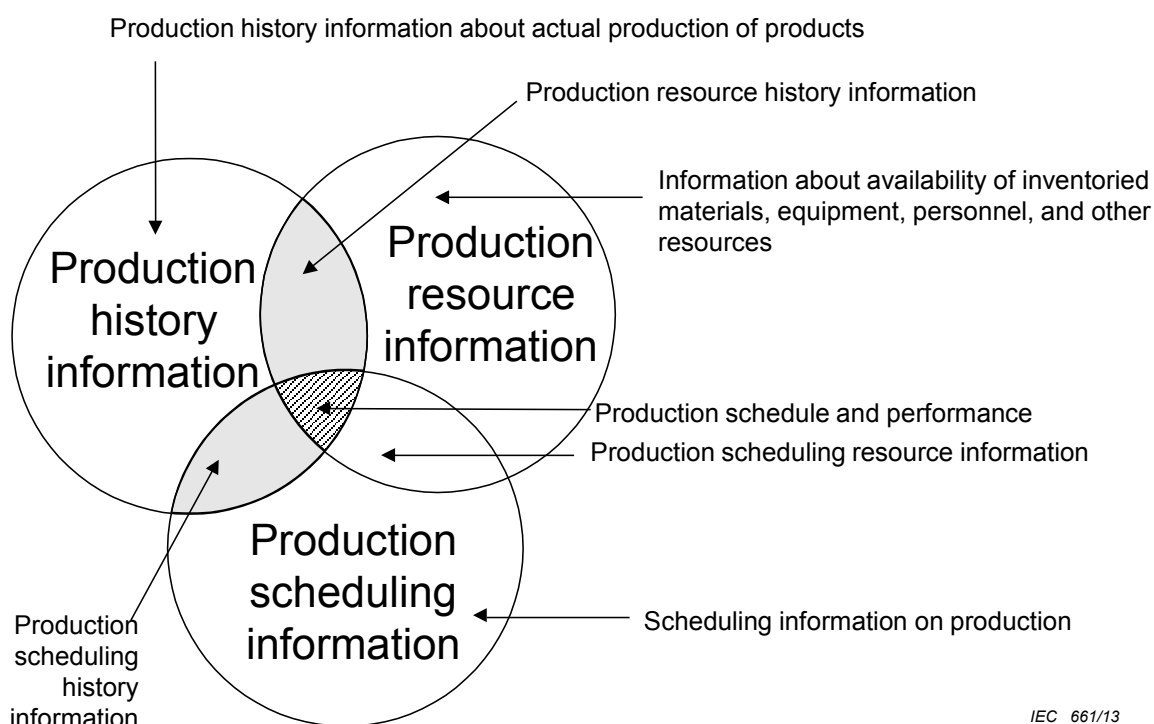 Production history information about actual production of products
Production resource history information
Information about availability of inventoried
materials, equipment, personnel, and other
resources
Production
history
information
Production
resource
information
Production schedule and performance
Production scheduling resource information
Production
scheduling
information
Scheduling information on production
Production
scheduling
history
information
IEC 661/13